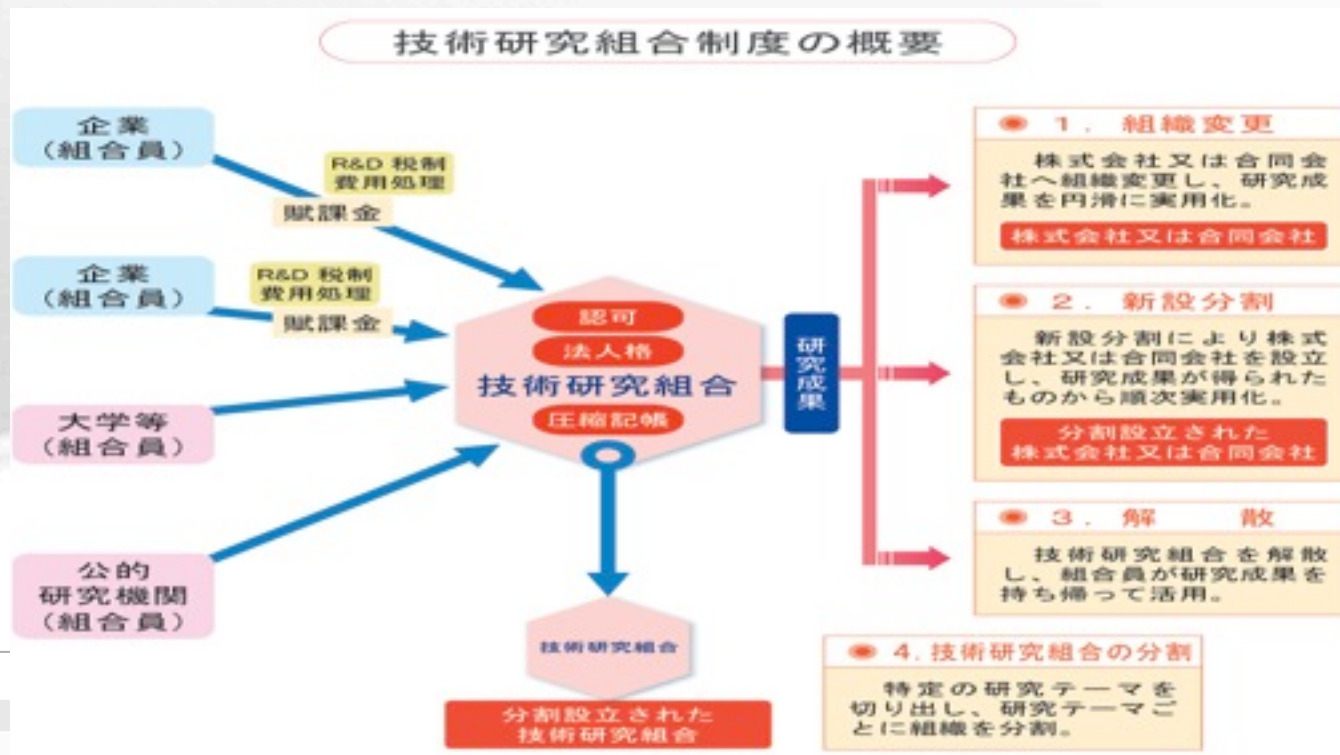 技術研究組合制度の概要
企業
（組合員）
R&D 税制
費用処理
賦課金
企業
（組合員）
R&D 税制
費用処理
賦課金
大学等
（組合員）
公的
研究機関
（組合員）
認可
法人格
技術研究組合
圧縮記帳
研究成果
技術研究組合
分割設立された
技術研究組合
1． 組織変更
株式会社又は合同会
社へ組織変更し、研究成
果を円滑に実用化。
株式会社又は合同会社
2． 新設分割
新設分割により株式
会社又は合同会社を設立
し、研究成果が得られた
ものから順次実用化。
分割設立された
株式会社又は合同会社
3． 解　　散
技術研究組合を解散
し、組合員が研究成果を
持ち帰って活用。
4．技術研究組合の分割
特定の研究テーマを
切り出し、研究テーマご
とに組織を分割。